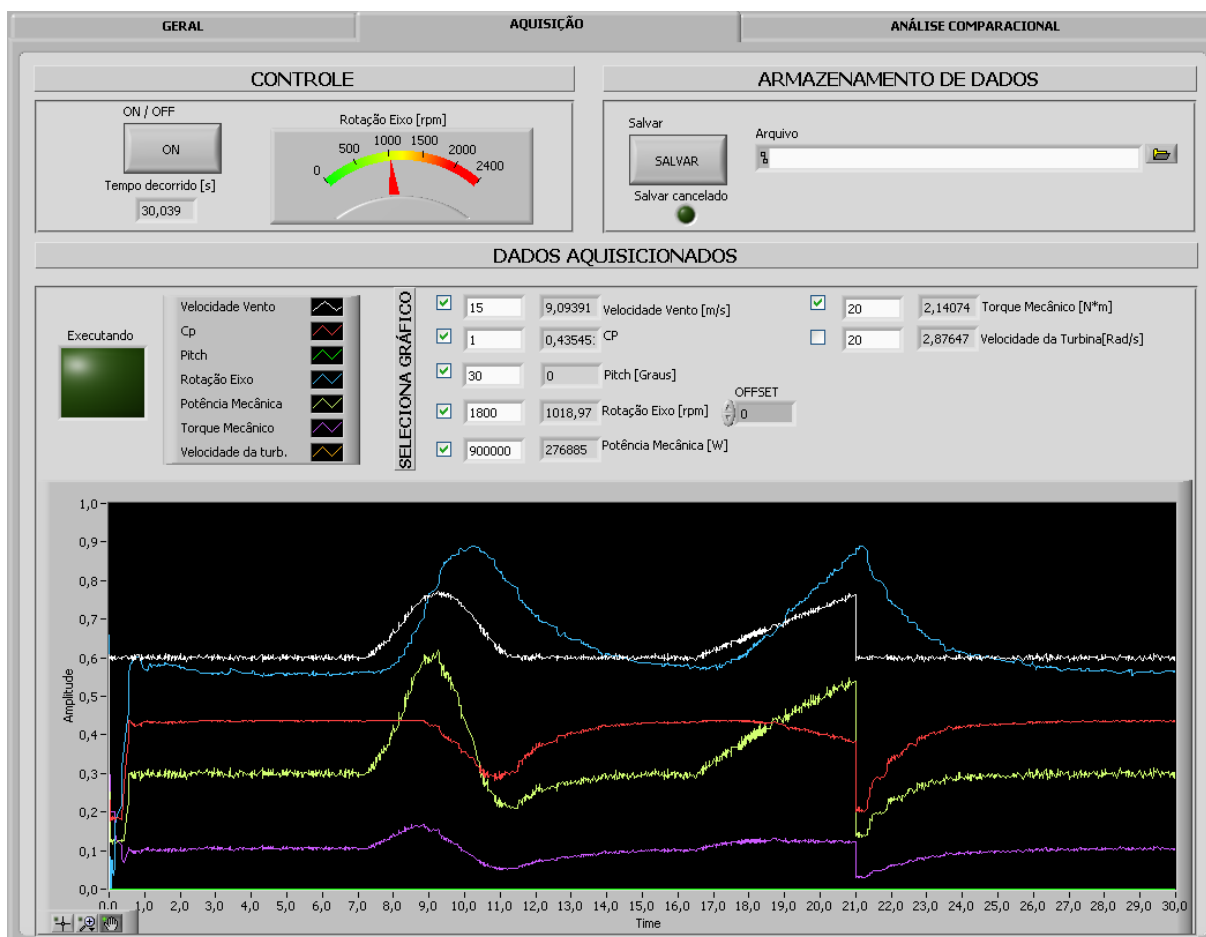 GERAL
AQUISIÇÃO
ANÁLISE COMPARACIONAL
CONTROLE
ON / OFF
ON
Tempo decorrido [s]
30,039
Rotação Eixo [rpm]
0
500
1000
1500
2000
2400
ARMAZENAMENTO DE DADOS
Salvar
SALVAR
Salvar cancelado
Arquivo
DADOS AQUISICIONADOS
Executando
Velocidade Vento
Cp
Pitch
Rotação Eixo
Potência Mecânica
Torque Mecânico
Velocidade da turb.
SELECIONA GRÁFICO
15 9,09391 Velocidade Vento [m/s]
1 0,43545: CP
30 0 Pitch [Graus]
1800 1018,97 Rotação Eixo [rpm]
OFFSET
0
900000 276885 Potência Mecânica [W]
20 2,14074 Torque Mecânico [N*m]
20 2,87647 Velocidade da Turbina[Rad/s]
1,0
0,9
0,8
0,7
0,6
0,5
0,4
0,3
0,2
0,1
0,0
Amplitude
0,0 1,0 2,0 3,0 4,0 5,0 6,0 7,0 8,0 9,0 10,0 11,0 12,0 13,0 14,0 15,0 16,0 17,0 18,0 19,0 20,0 21,0 22,0 23,0 24,0 25,0 26,0 27,0 28,0 29,0 30,0
Time